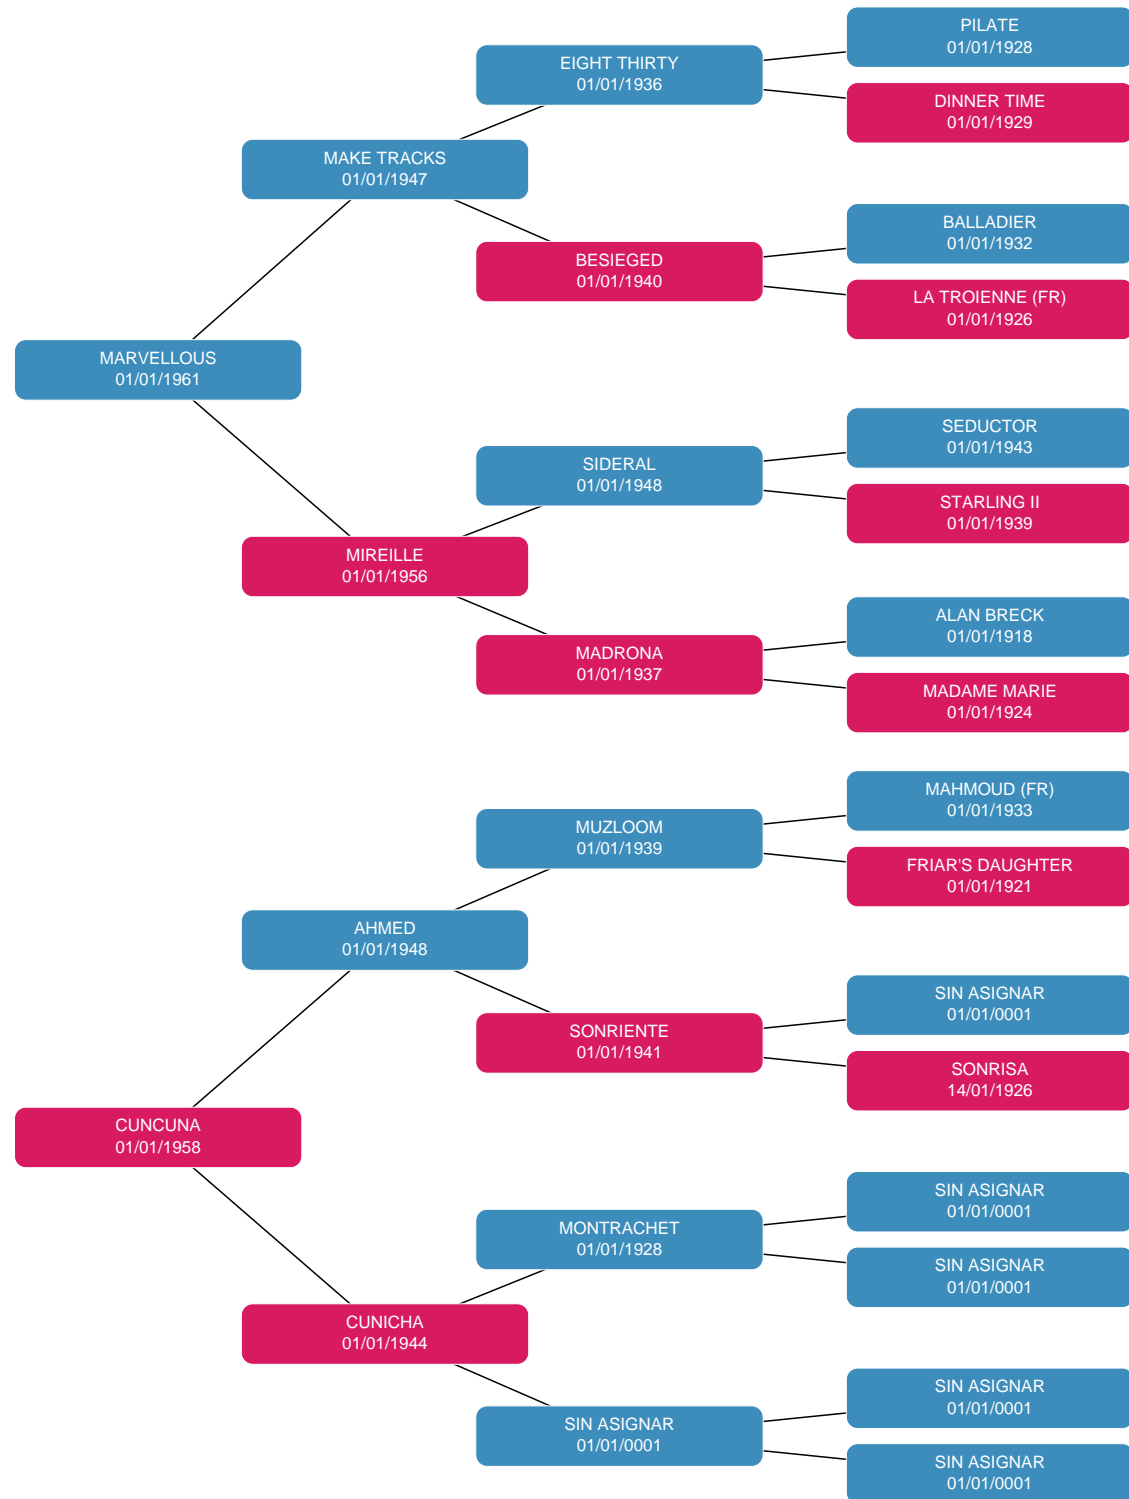 PILATE
01/01/1928
EIGHT THIRTY
01/01/1936
DINNER TIME
01/01/1929
MAKE TRACKS
01/01/1947
BALLADIER
01/01/1932
BESIEGED
01/01/1940
LA TROIENNE (FR)
01/01/1926
MARVELLOUS
01/01/1961
SEDUCTOR
01/01/1943
SIDERAL
01/01/1948
STARLING II
01/01/1939
MIREILLE
01/01/1956
ALAN BRECK
01/01/1918
MADRONA
01/01/1937
MADAME MARIE
01/01/1924
MAHMOUD (FR)
01/01/1933
MUZLOOM
01/01/1939
FRIAR'S DAUGHTER
01/01/1921
AHMED
01/01/1948
SIN ASIGNAR
01/01/0001
SONRIENTE
01/01/1941
SONRISA
14/01/1926
CUNCUNA
01/01/1958
SIN ASIGNAR
01/01/0001
MONTRACHET
01/01/1928
SIN ASIGNAR
01/01/0001
CUNICHA
01/01/1944
SIN ASIGNAR
01/01/0001
SIN ASIGNAR
01/01/0001
SIN ASIGNAR
01/01/0001